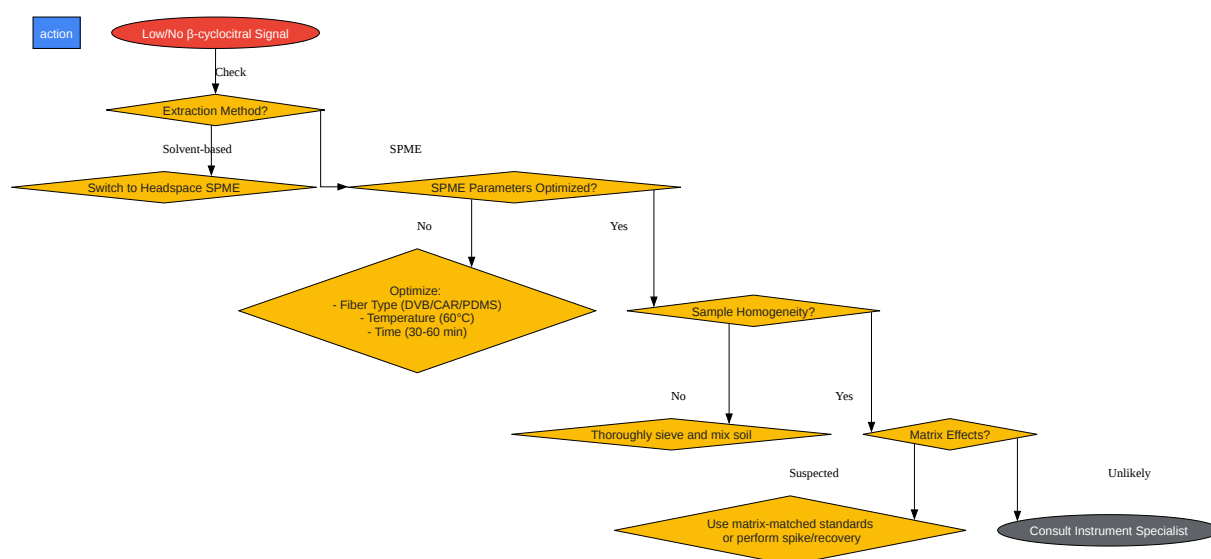 action
Low/No β-cyclocitral Signal
Check
Extraction Method?
Solvent-based
SPME
Switch to Headspace SPME
SPME Parameters Optimized?
No
Yes
Optimize:
- Fiber Type (DVB/CAR/PDMS)
- Temperature (60°C)
- Time (30-60 min)
Sample Homogeneity?
No
Yes
Thoroughly sieve and mix soil
Matrix Effects?
Suspected
Unlikely
Use matrix-matched standards
or perform spike/recovery
Consult Instrument Specialist